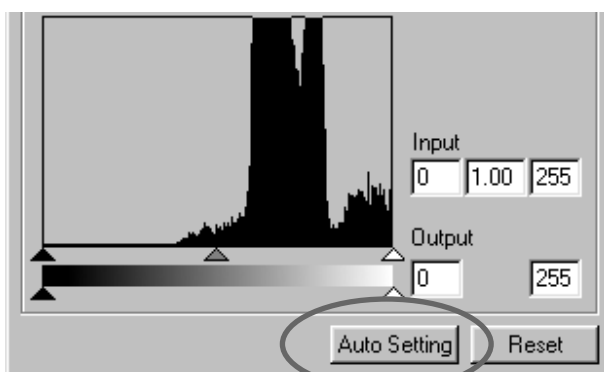 Input
0 1.00 255
Output
0 255
Auto Setting Reset